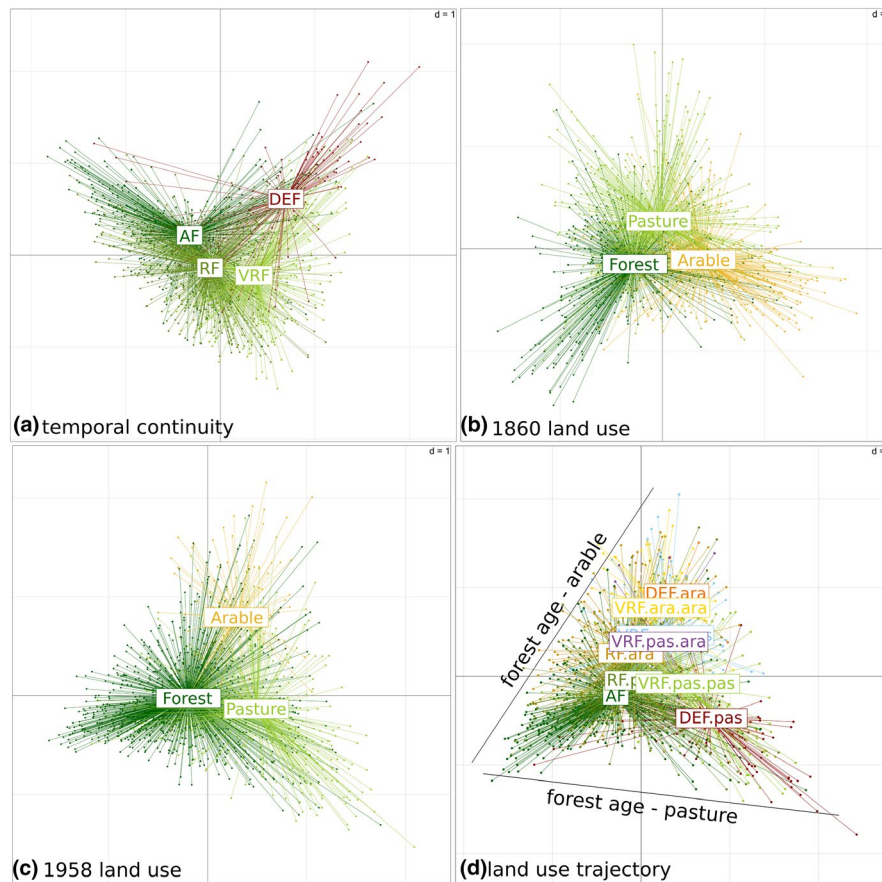 d = 1
AF
DEF
RF
VRF
(a) temporal continuity
d =
Pasture
Forest
Arable
(b) 1860 land use
d = 1
Arable
Forest
Pasture
(c) 1958 land use
d =
forest age - arable
DEF.ara
VRF.ara.ara
VRF.pas.ara
RF.ara
VRF.pas.pas
AF
DEF.pas
forest age - pasture
(d) land use trajectory